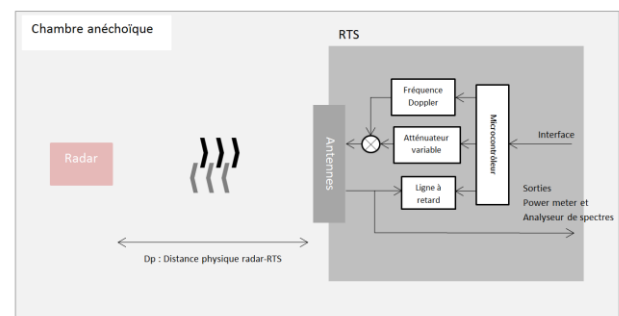 Chambre anéchoïque
RTS
Fréquence
Doppler
Radar
Antennes
Atténuateur
variable
Microcontrôleur
Interface
Ligne à
retard
Sorties
Power meter et
Analyseur de spectres
Dp : Distance physique radar-RTS